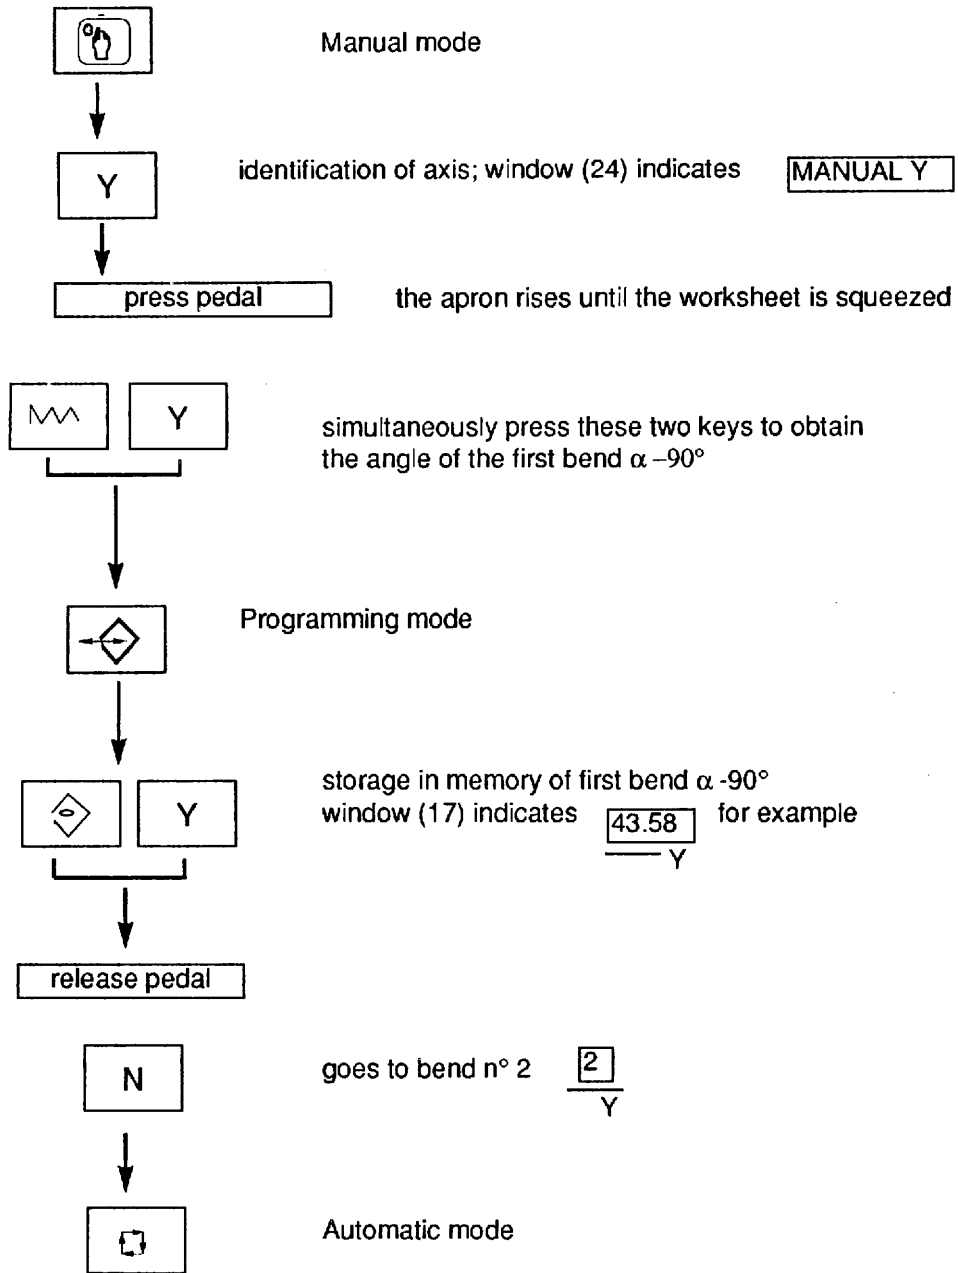 Manual mode
Y
identification of axis; window (24) indicates MANUAL Y
press pedal
the apron rises until the worksheet is squeezed
Y
simultaneously press these two keys to obtain
the angle of the first bend α –90°
Programming mode
Y
storage in memory of first bend α -90°
window (17) indicates 43.58 for example
Y
release pedal
N
goes to bend n° 2 2
Y
Automatic mode